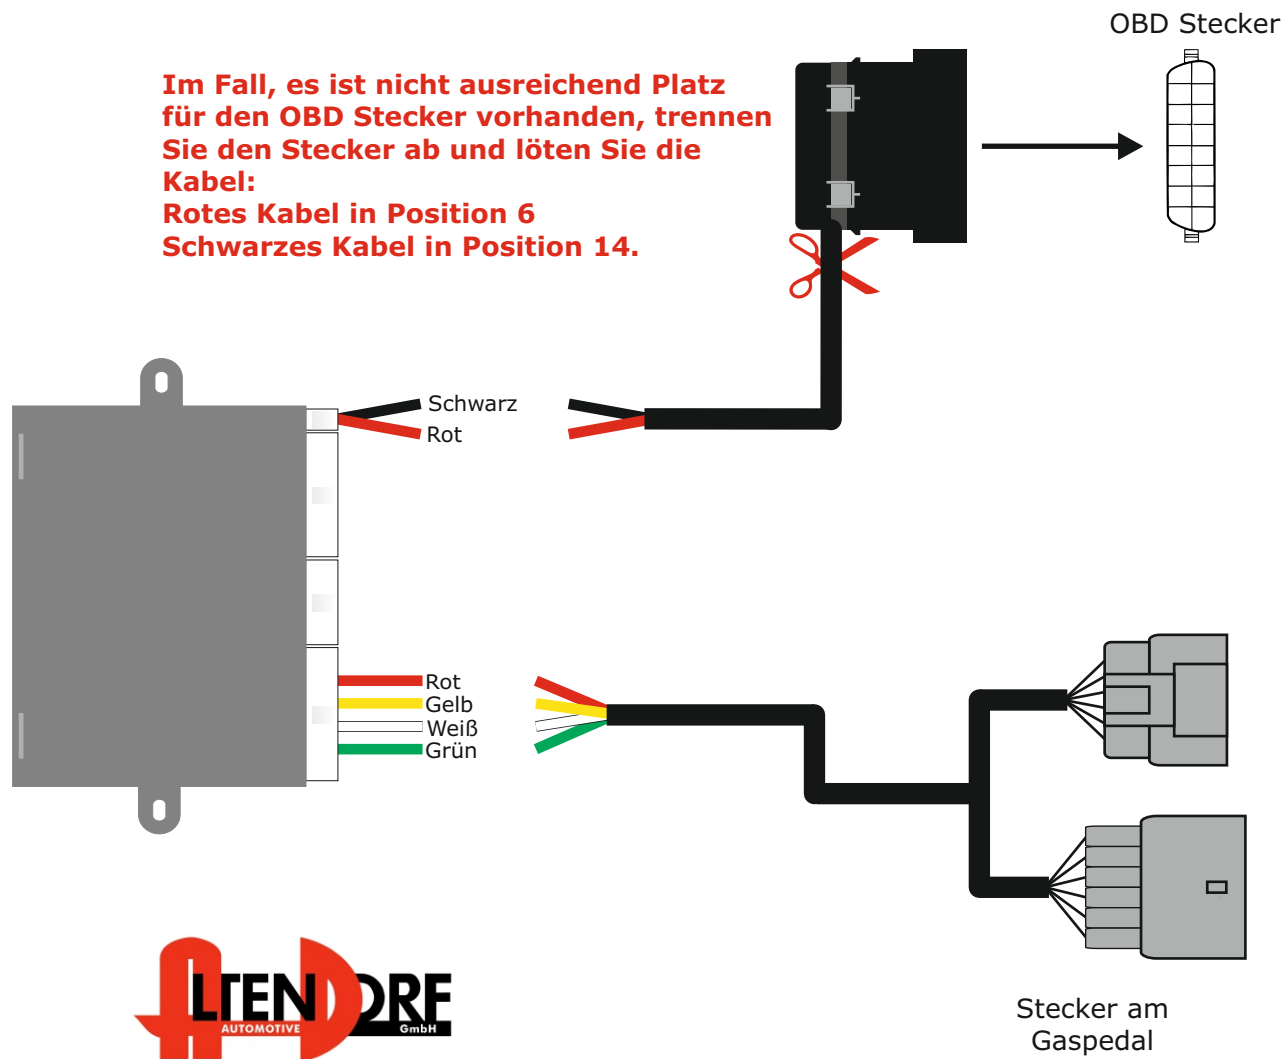 OBD Stecker
Im Fall, es ist nicht ausreichend Platz
für den OBD Stecker vorhanden, trennen
Sie den Stecker ab und löten Sie die
Kabel:
Rotes Kabel in Position 6
Schwarzes Kabel in Position 14.
Schwarz
Rot
Rot
Gelb
Weiß
Grün
ALTENDORF
AUTOMOTIVE GmbH
Stecker am
Gaspedal